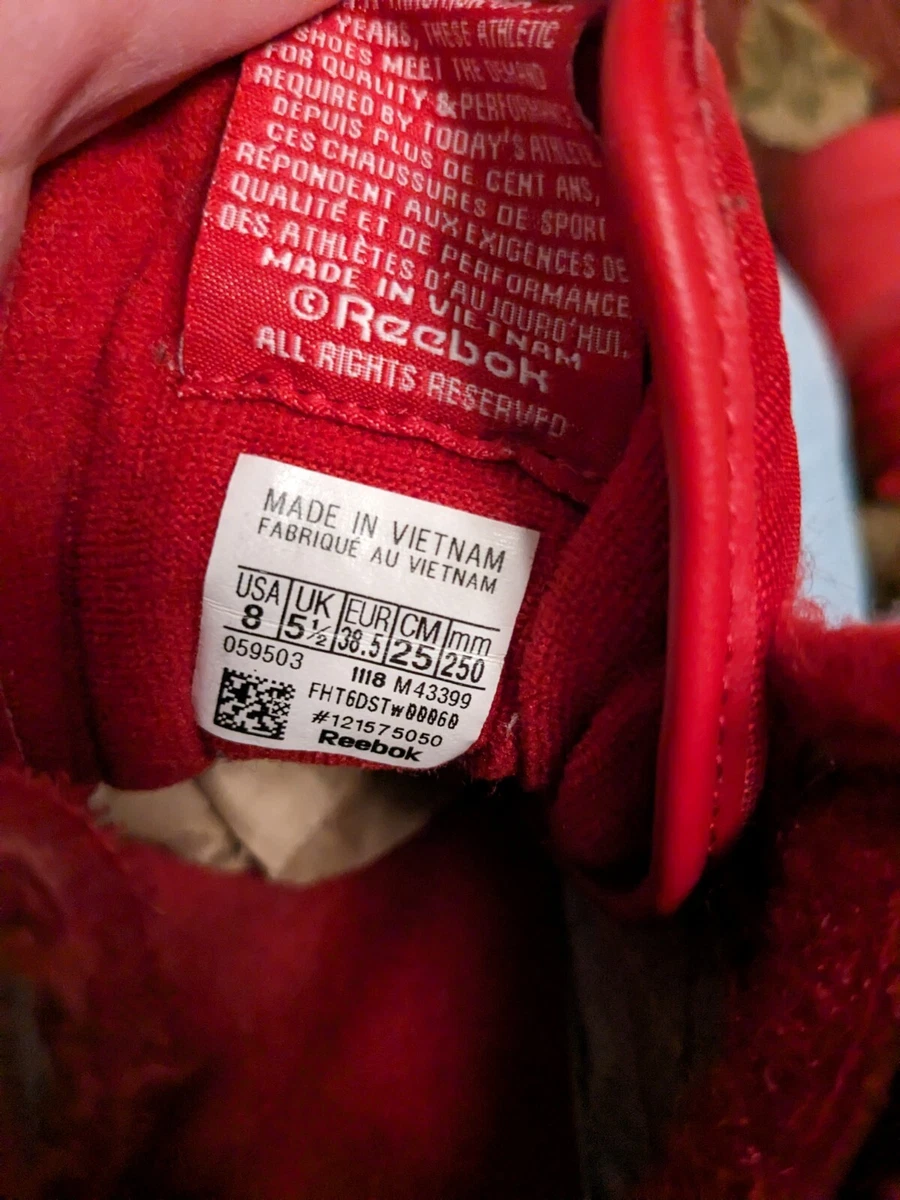 YEARS, THESE ATHLETIC
SHOES MEET THE DEMAND
FOR QUALITY & PERFORMANCE
REQUIRED BY TODAY'S ATHLETE.
DEPUIS PLUS DE CENT ANS,
CES CHAUSSURES DE SPORT
RÉPONDENT AUX EXIGENCES DE
QUALITÉ ET DE PERFORMANCE
DES ATHLÈTES D'AUJOURD'HUI.
MADE IN VIETNAM
© Reebok
ALL RIGHTS RESERVED
MADE IN VIETNAM
FABRIQUÉ AU VIETNAM
USA UK EUR CM mm
8 5½ 38.5 25 250
059503 1118 M43399
FHT6DSTW00060
#121575050
Reebok